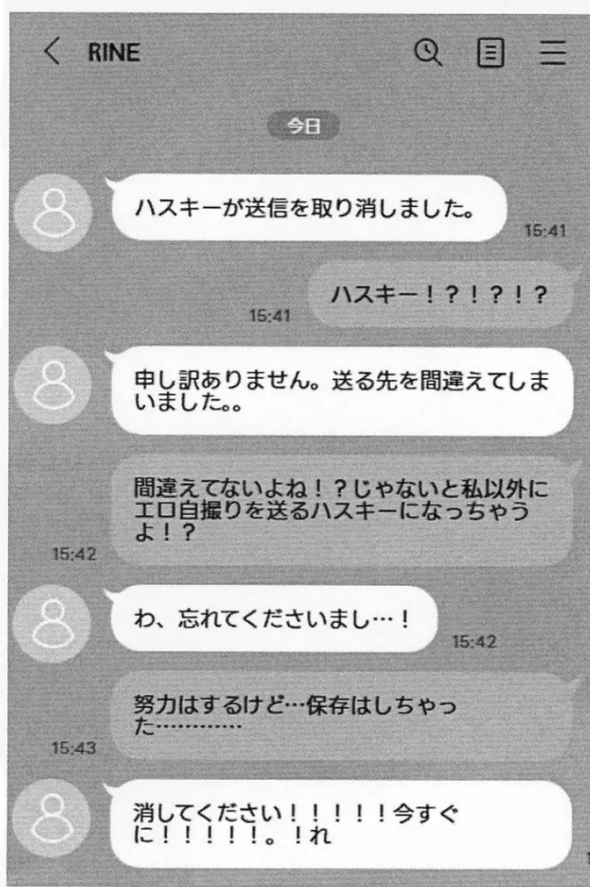 RINE
今日
ハスキーが送信を取り消しました。
15:41
ハスキー！？！？！？
15:41
申し訳ありません。送る先を間違えてしま
いました。。
間違えてないよね！？じゃないと私以外に
エロ自撮りを送るハスキーになっちゃう
よ！？
15:42
わ、忘れてくださいまし…！
15:42
努力はするけど…保存はしちゃっ
た…………
15:43
消してください！！！！！今すぐ
に！！！！！。！れ